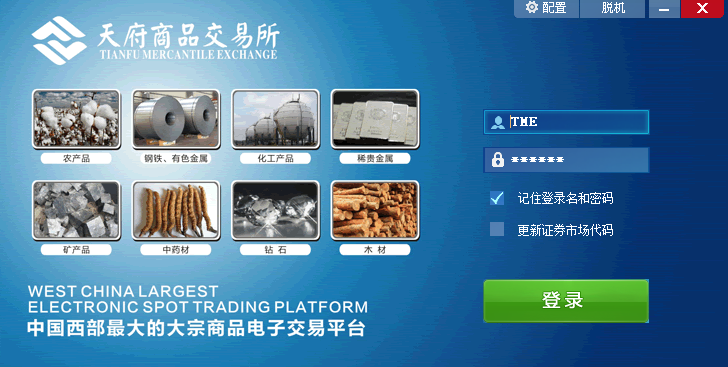 配置 脱机
天府商品交易所
TIANFU MERCANTILE EXCHANGE
农产品 钢铁、有色金属 化工产品 稀贵金属
矿产品 中药材 钻石 木材
TME
******
记住登录名和密码
更新证券市场代码
登录
WEST CHINA LARGEST
ELECTRONIC SPOT TRADING PLATFORM
中国西部最大的大宗商品电子交易平台